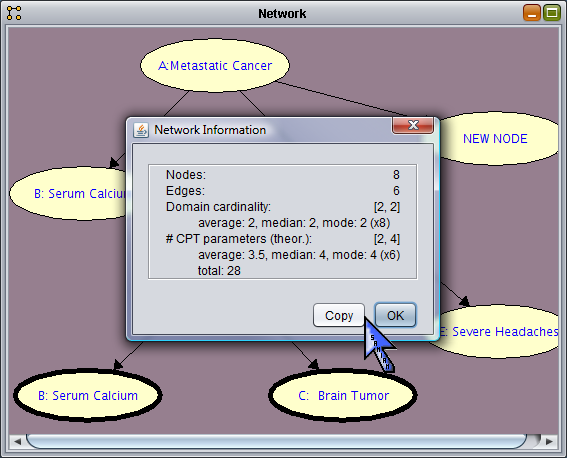 Network
A:Metastatic Cancer
Network Information
NEW NODE
Nodes: 8
Edges: 6
B: Serum Calciu
Domain cardinality: [2, 2]
average: 2, median: 2, mode: 2 (x8)
# CPT parameters (theor.): [2, 4]
average: 3.5, median: 4, mode: 4 (x6)
total: 28
Copy
OK
E: Severe Headaches
B: Serum Calcium
C: Brain Tumor